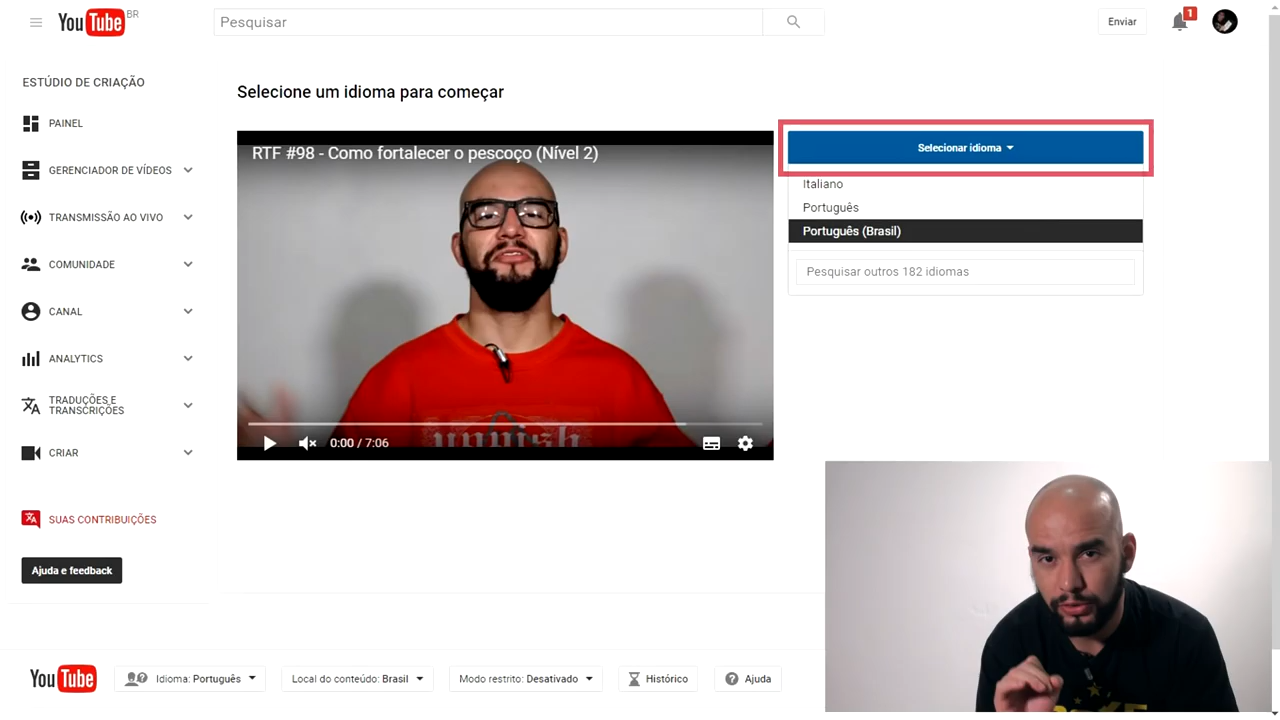 YouTube BR
Pesquisar
Enviar
1
ESTÚDIO DE CRIAÇÃO
PAINEL
GERENCIADOR DE VÍDEOS
TRANSMISSÃO AO VIVO
COMUNIDADE
CANAL
ANALYTICS
TRADUÇÕES E
TRANSCRIÇÕES
CRIAR
SUAS CONTRIBUIÇÕES
Ajuda e feedback
Selecione um idioma para começar
RTF #98 - Como fortalecer o pescoço (Nível 2)
0:00 / 7:06
Selecionar idioma
Italiano
Português
Português (Brasil)
Pesquisar outros 182 idiomas
YouTube
Idioma: Português
Local do conteúdo: Brasil
Modo restrito: Desativado
Histórico
Ajuda